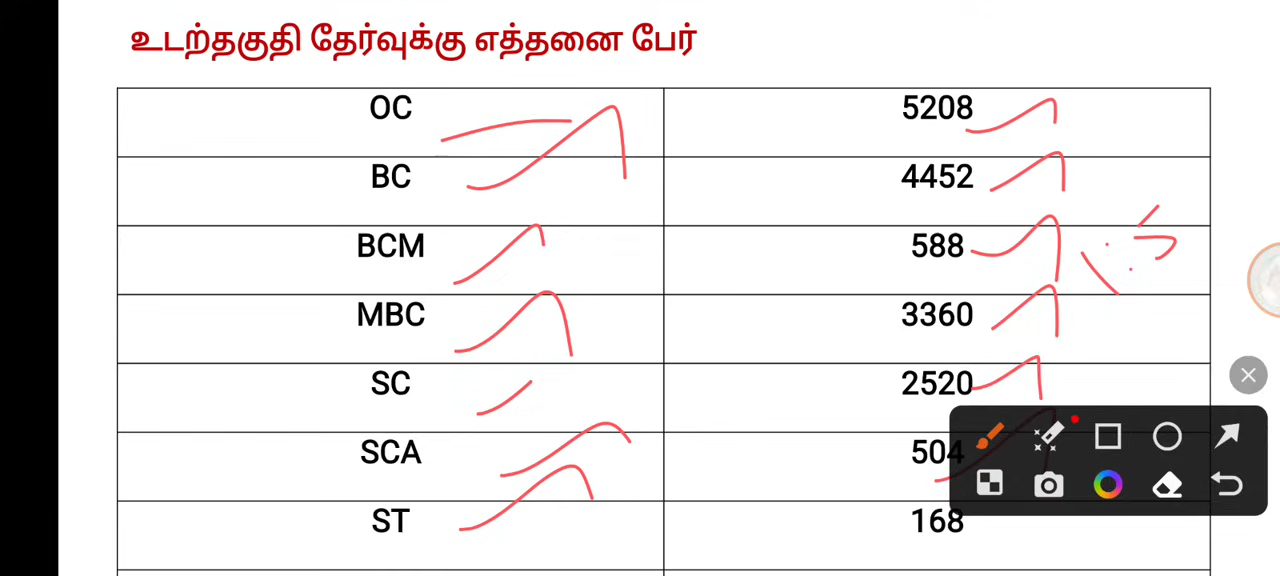 உடற்தகுதி தேர்வுக்கு எத்தனை பேர்
OC 5208
BC 4452
BCM 588
MBC 3360
SC 2520
SCA 504
ST 168